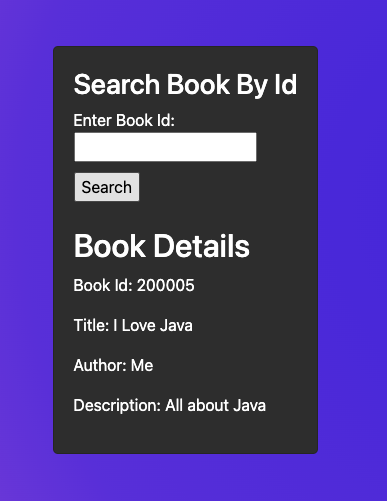 Search Book By Id
Enter Book Id:
Search
Book Details
Book Id: 200005
Title: I Love Java
Author: Me
Description: All about Java